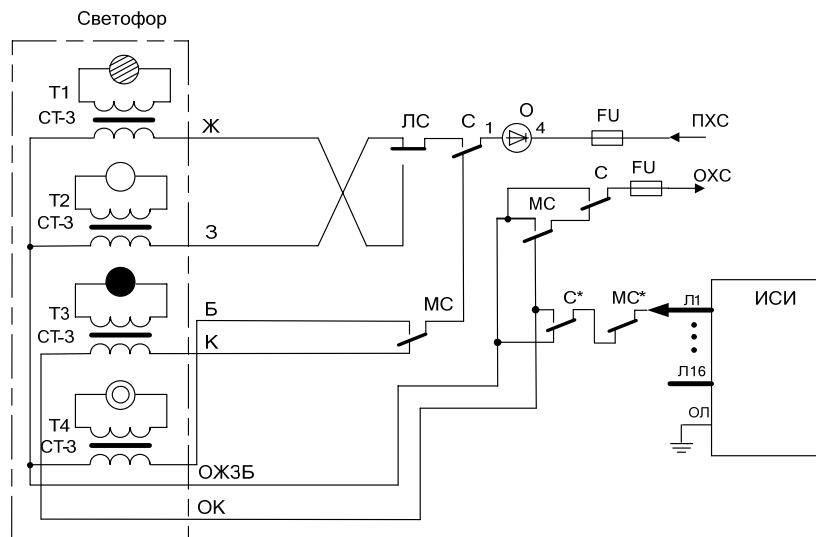 Светофор
Т1
СТ-3
Ж
ЛС
С
1
О
4
FU
ПХС
С
FU
ОХС
Т2
СТ-3
З
МС
Т3
СТ-3
Б
К
МС
С*
МС*
Л1
ИСИ
Л16
ОЛ
Т4
СТ-3
ОЖЗБ
ОК